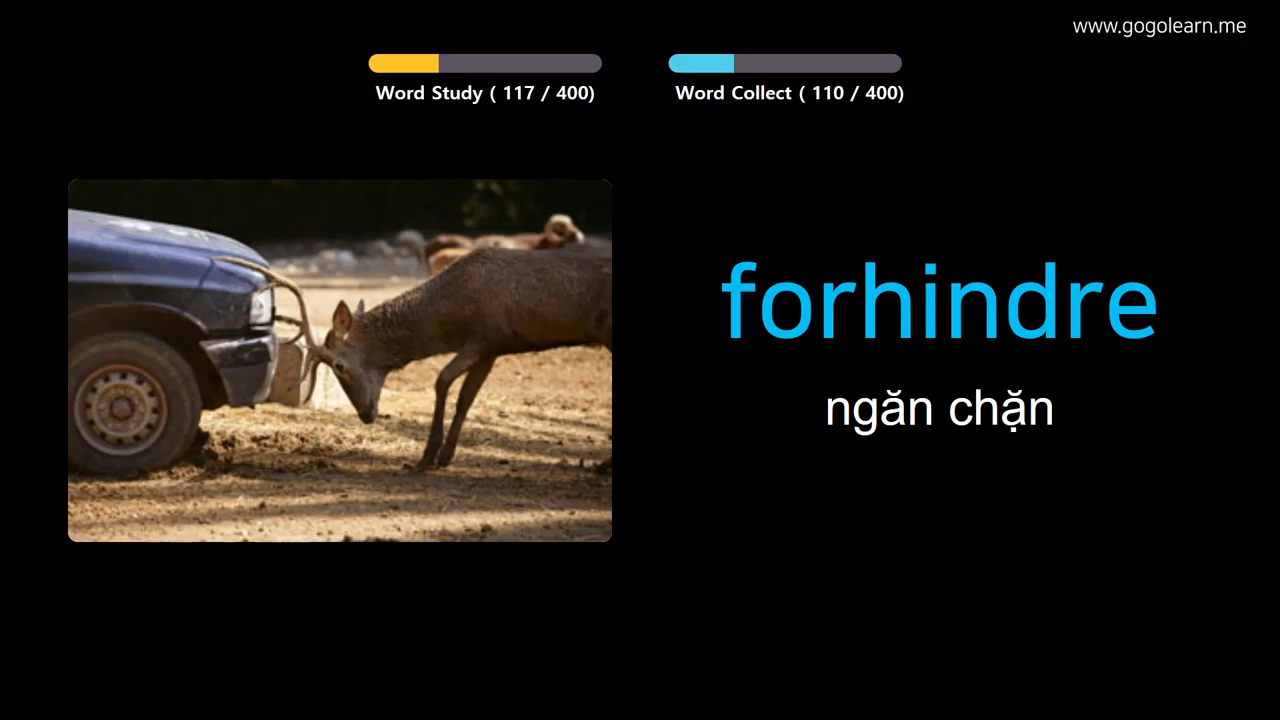 www.gogolearn.me
Word Study ( 117 / 400)
Word Collect ( 110 / 400)
forhindre
ngăn chặn